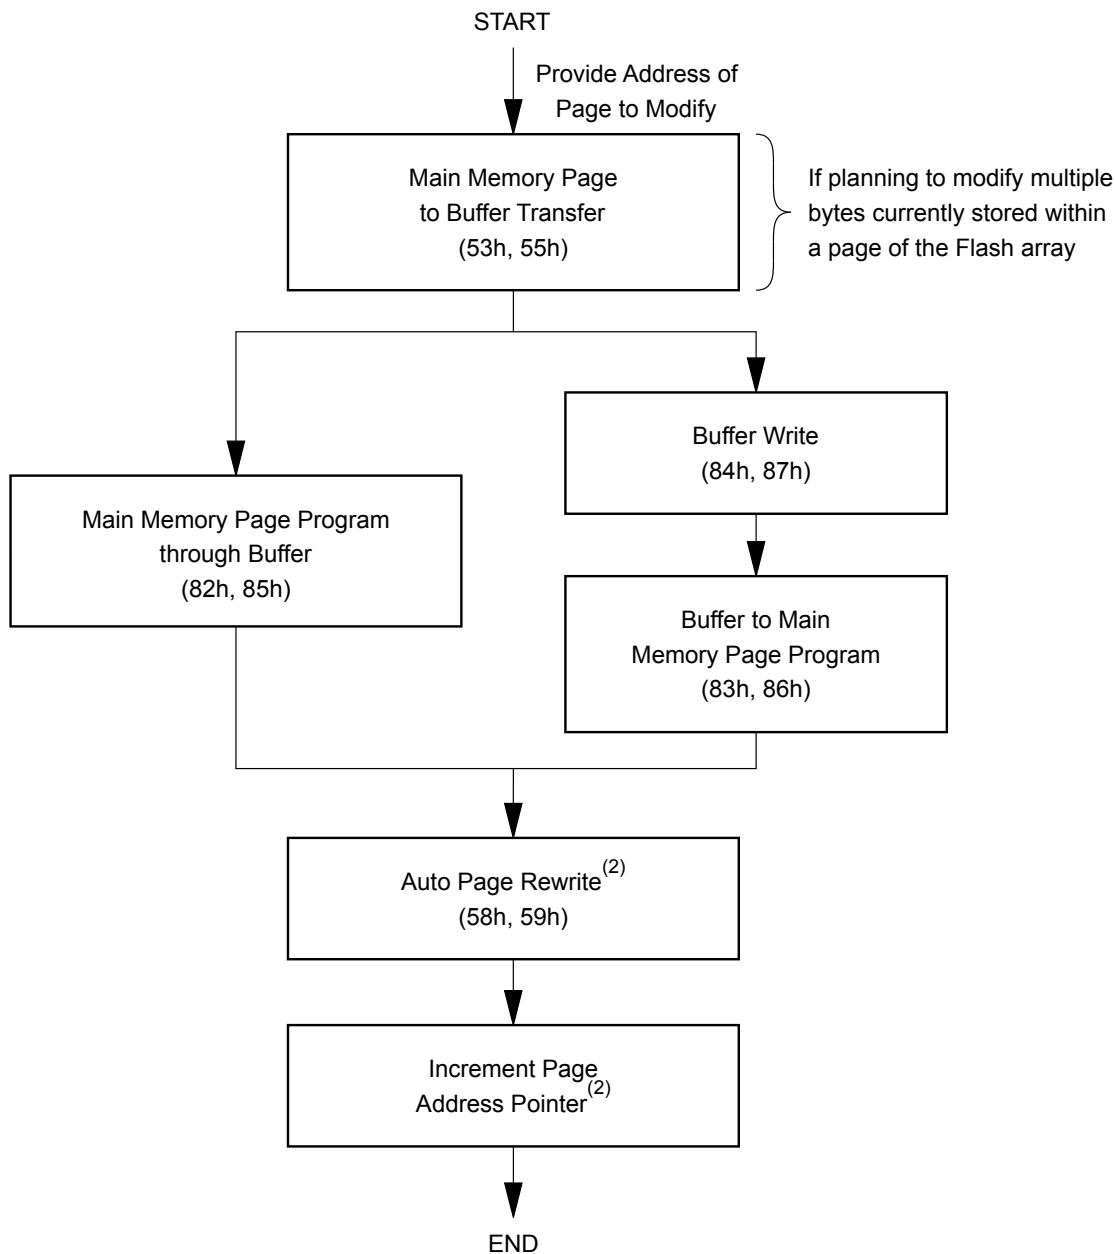 START
Provide Address of
Page to Modify
Main Memory Page
to Buffer Transfer
(53h, 55h)
If planning to modify multiple
bytes currently stored within
a page of the Flash array
Main Memory Page Program
through Buffer
(82h, 85h)
Buffer Write
(84h, 87h)
Buffer to Main
Memory Page Program
(83h, 86h)
Auto Page Rewrite(2)
(58h, 59h)
Increment Page
Address Pointer(2)
END